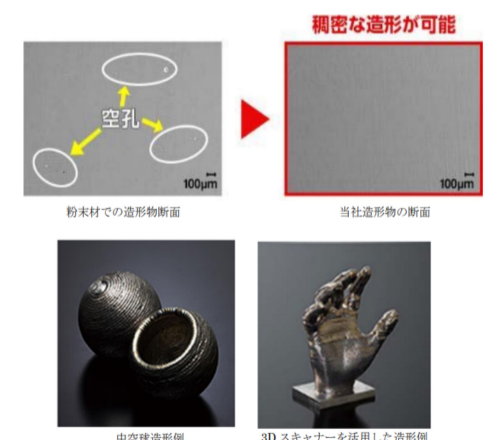 稠密な造形が可能
空孔
100μm
100μm
粉末材での造形物断面
当社造形物の断面
中空球造形例
3D スキャナーを活用した造形例